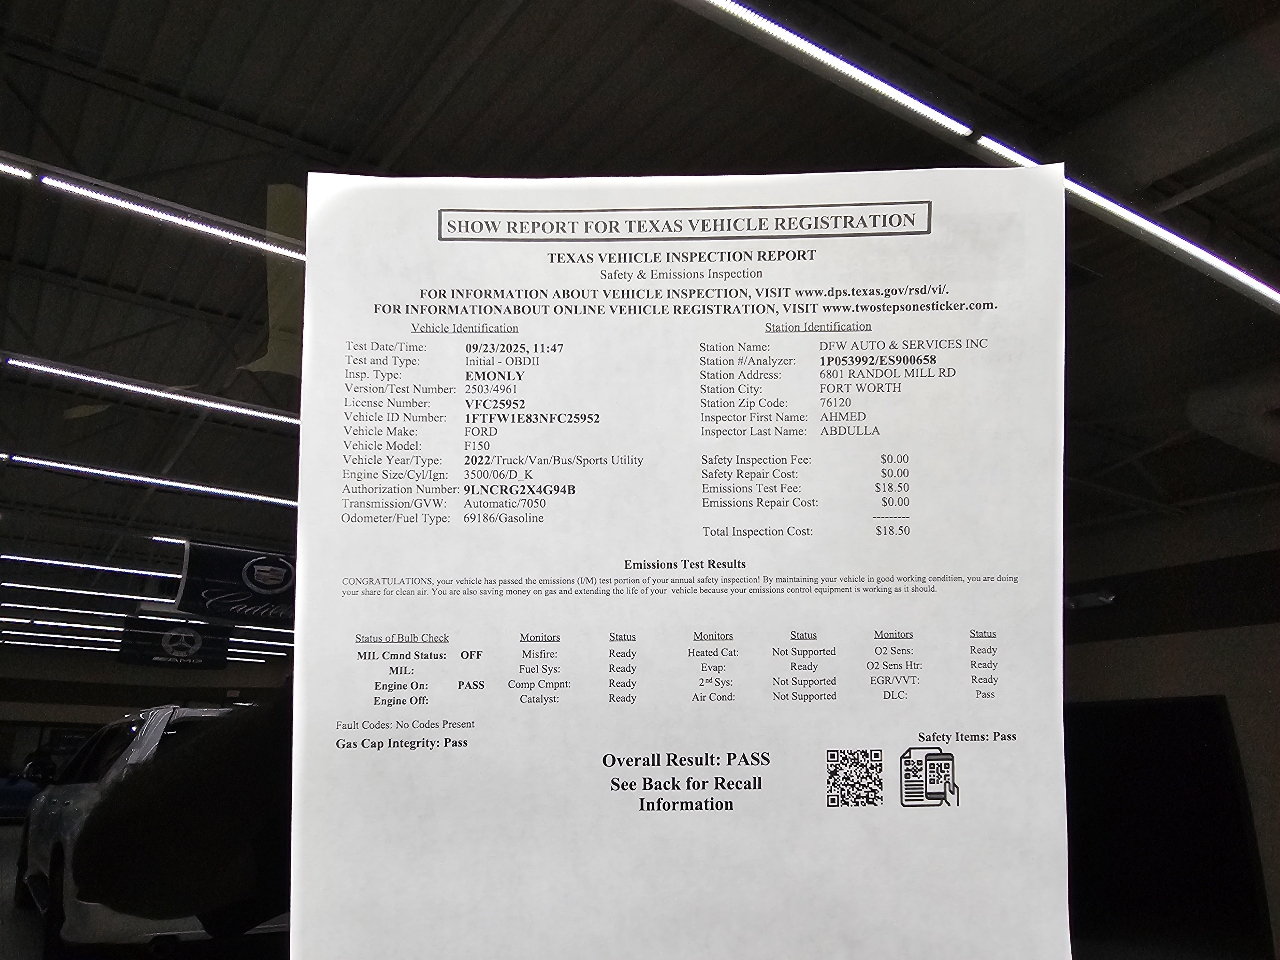 SHOW REPORT FOR TEXAS VEHICLE REGISTRATION
TEXAS VEHICLE INSPECTION REPORT
Safety & Emissions Inspection
FOR INFORMATION ABOUT VEHICLE INSPECTION, VISIT www.dps.texas.gov/rsd/vi/.
FOR INFORMATIONABOUT ONLINE VEHICLE REGISTRATION, VISIT www.twostepsonesticker.com.
Vehicle Identification
Test Date/Time: 09/23/2025, 11:47
Test and Type: Initial - OBDII
Insp. Type: EMONLY
Version/Test Number: 2503/4961
License Number: VFC25952
Vehicle ID Number: 1FTFW1E83NFC25952
Vehicle Make: FORD
Vehicle Model: F150
Vehicle Year/Type: 2022/Truck/Van/Bus/Sports Utility
Engine Size/Cyl/Ign: 3500/06/D_K
Authorization Number: 9LNCRG2X4G94B
Transmission/GVW: Automatic/7050
Odometer/Fuel Type: 69186/Gasoline
Station Identification
Station Name: DFW AUTO & SERVICES INC
Station #/Analyzer: 1P053992/ES900658
Station Address: 6801 RANDOL MILL RD
Station City: FORT WORTH
Station Zip Code: 76120
Inspector First Name: AHMED
Inspector Last Name: ABDULLA
Safety Inspection Fee: $0.00
Safety Repair Cost: $0.00
Emissions Test Fee: $18.50
Emissions Repair Cost: $0.00
---------
Total Inspection Cost: $18.50
Emissions Test Results
CONGRATULATIONS, your vehicle has passed the emissions (I/M) test portion of your annual safety inspection! By maintaining your vehicle in good working condition, you are doing
your share for clean air. You are also saving money on gas and extending the life of your vehicle because your emissions control equipment is working as it should.
Status of Bulb Check Monitors Status Monitors Status Monitors Status
MIL Cmnd Status: OFF Misfire: Ready Heated Cat: Not Supported O2 Sens: Ready
MIL: Fuel Sys: Ready Evap: Ready O2 Sens Htr: Ready
Engine On: PASS Comp Cmpnt: Ready 2nd Sys: Not Supported EGR/VVT: Ready
Engine Off: Catalyst: Ready Air Cond: Not Supported DLC: Pass
Fault Codes: No Codes Present
Gas Cap Integrity: Pass
Safety Items: Pass
Overall Result: PASS
See Back for Recall
Information
Cadillac
AMG